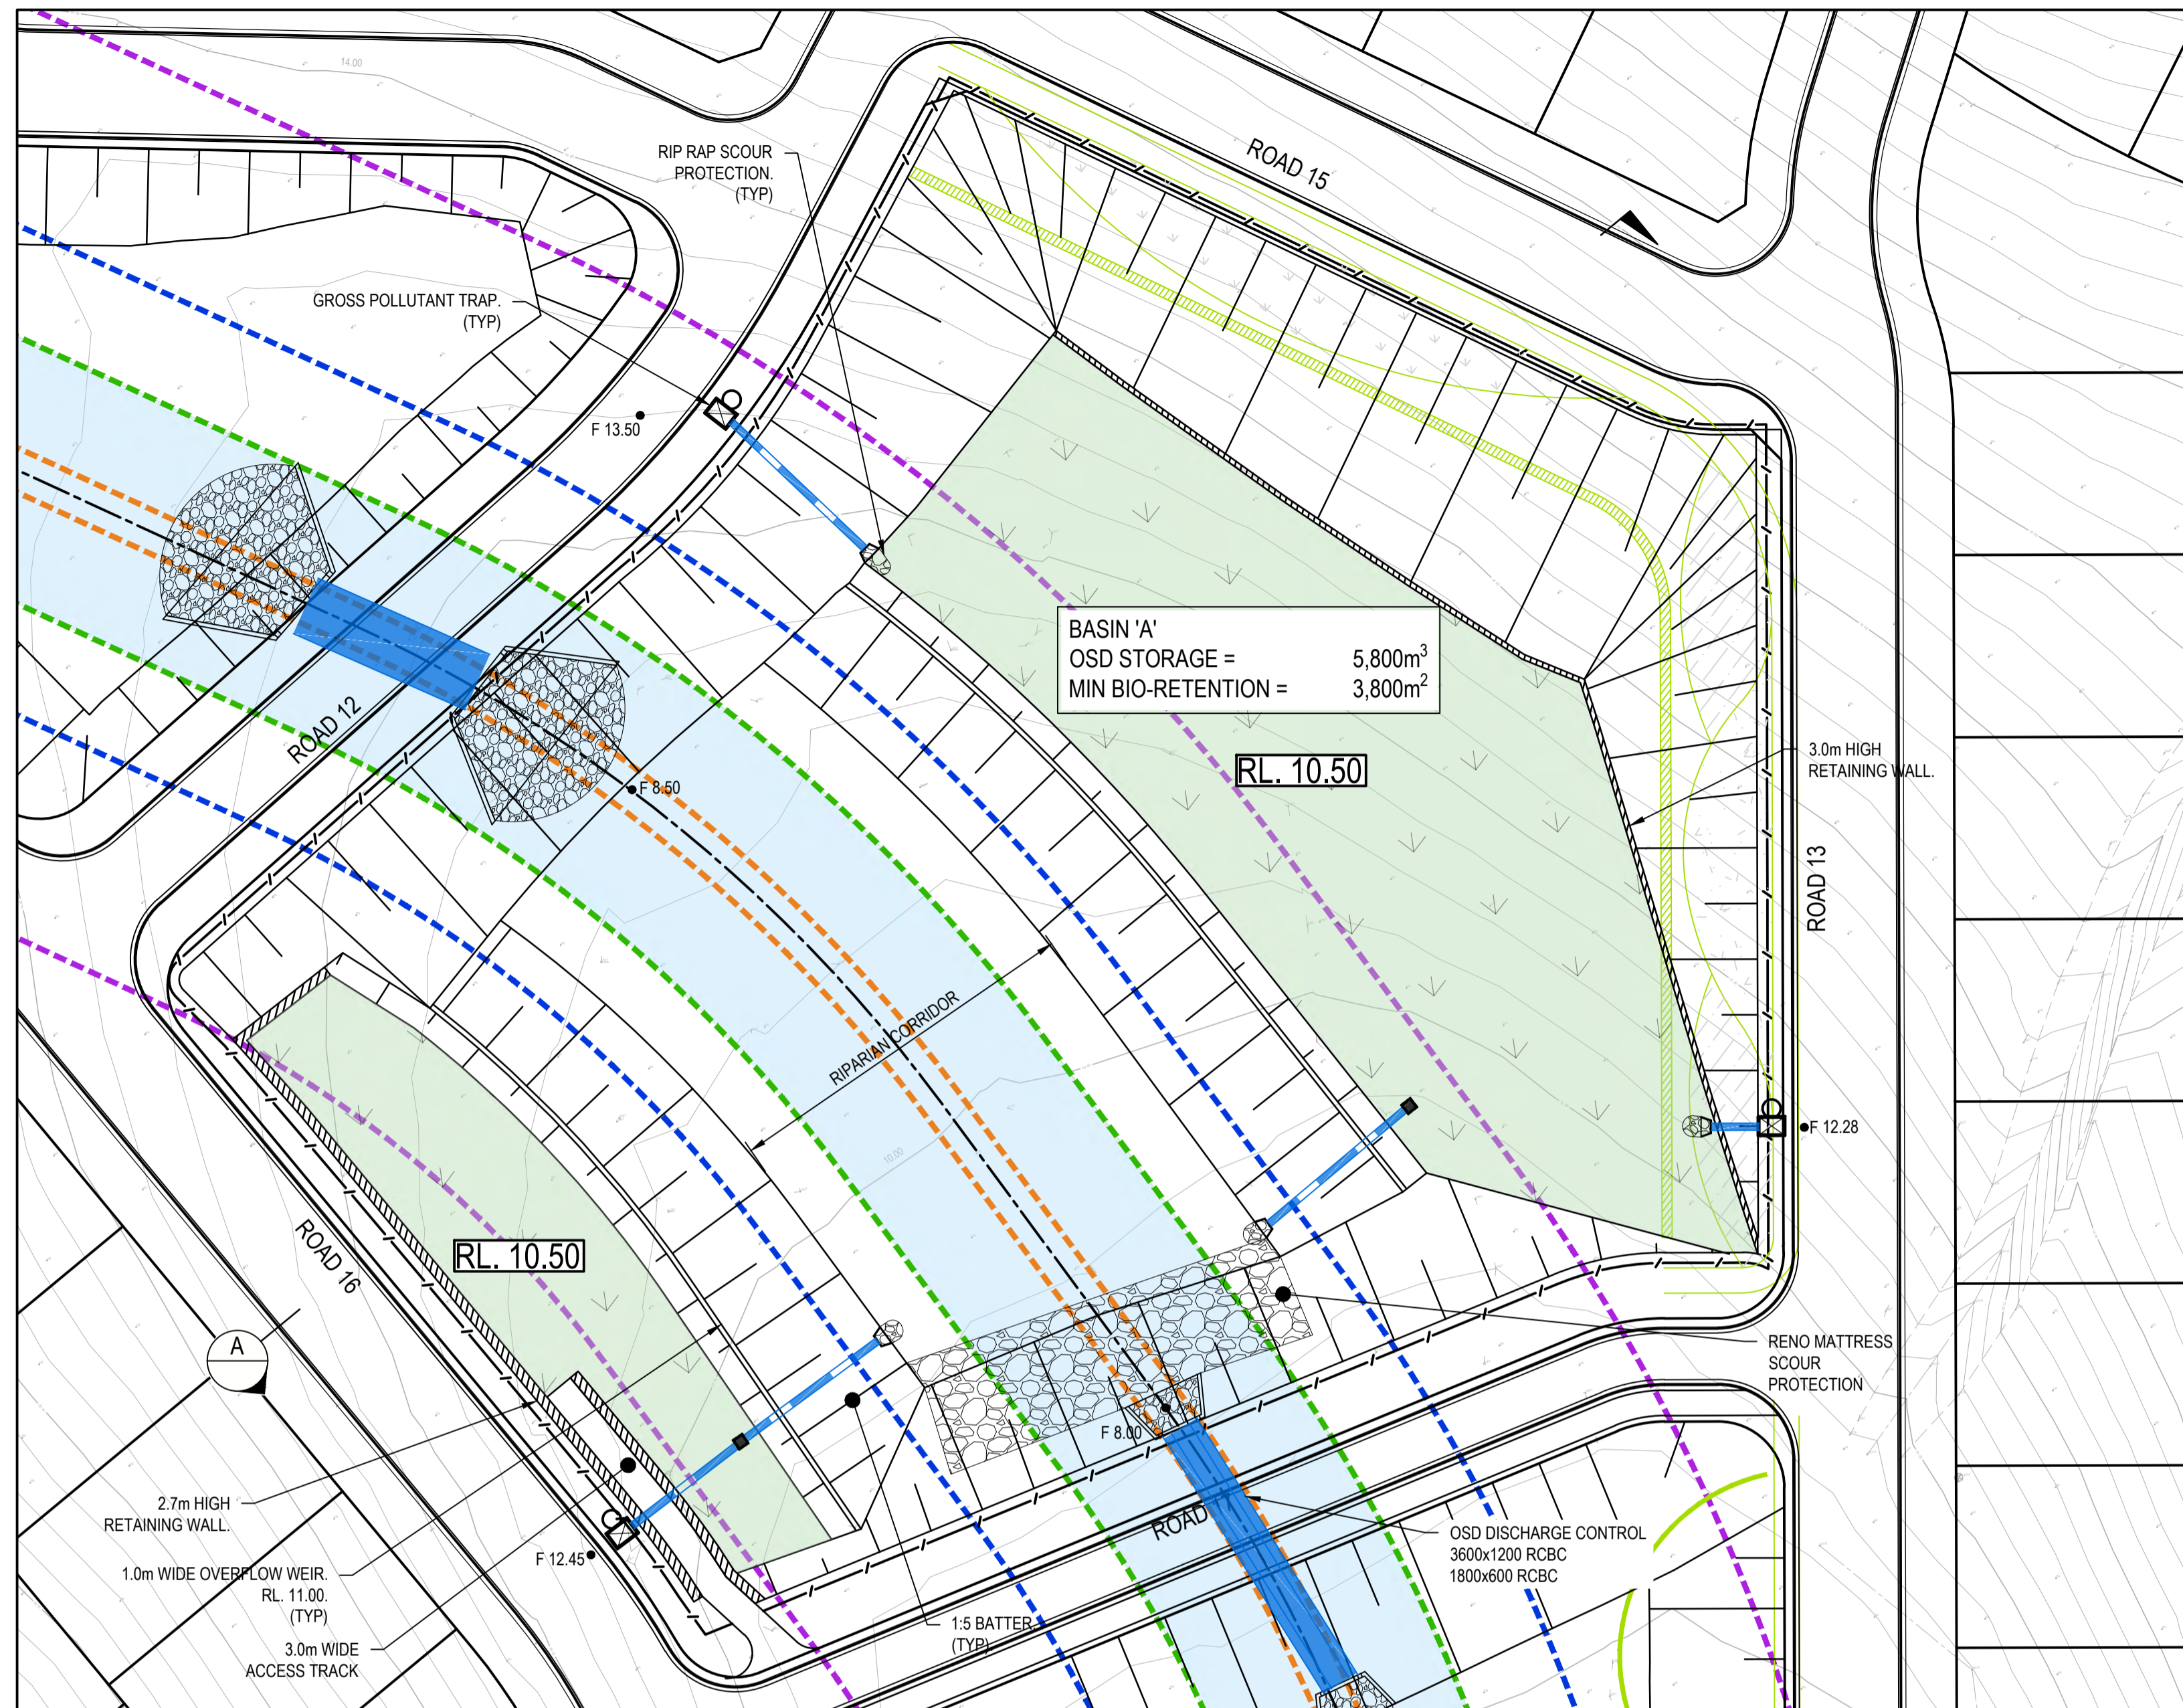 14.00
RIP RAP SCOUR
PROTECTION.
(TYP)
ROAD 15
GROSS POLLUTANT TRAP.
(TYP)
F 13.50
BASIN 'A'
OSD STORAGE = 5,800m³
MIN BIO-RETENTION = 3,800m²
ROAD 12
F 8.50
RL. 10.50
3.0m HIGH
RETAINING WALL.
ROAD 13
RIPARIAN CORRIDOR
10.00
F 12.28
ROAD 16
RL. 10.50
A
RENO MATTRESS
SCOUR
PROTECTION
F 8.00
2.7m HIGH
RETAINING WALL.
ROAD
OSD DISCHARGE CONTROL
3600x1200 RCBC
1800x600 RCBC
F 12.45
1.0m WIDE OVERFLOW WEIR.
RL. 11.00.
(TYP)
1:5 BATTER.
(TYP)
3.0m WIDE
ACCESS TRACK